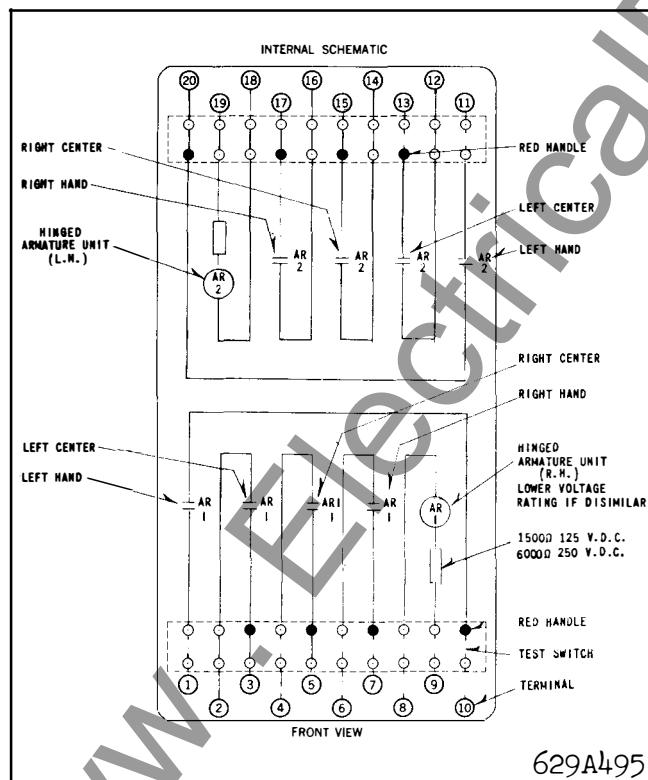 INTERNAL SCHEMATIC
20 18 16 14 12
19 17 15 13 11
RIGHT CENTER
RED HANDLE
RIGHT HAND
LEFT CENTER
HINGED
ARMATURE UNIT
(L.H.)
LEFT HAND
AR
2
AR
2
AR
2
AR
2
AR
2
RIGHT CENTER
RIGHT HAND
LEFT CENTER
LEFT HAND
HINGED
ARMATURE UNIT
(R.H.)
LOWER VOLTAGE
RATING IF DISIMILAR
AR
1
AR
1
AR1
1
AR
1
AR
1
1500Ω 125 V.D.C.
6000Ω 250 V.D.C.
RED HANDLE
TEST SWITCH
1 3 5 7 9
TERMINAL
2 4 6 8 10
FRONT VIEW
629A495
www. Electrical